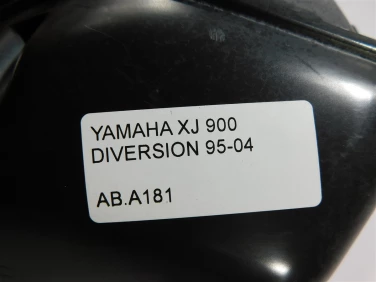 YAMAHA XJ 900
DIVERSION 95-04
AB.A181